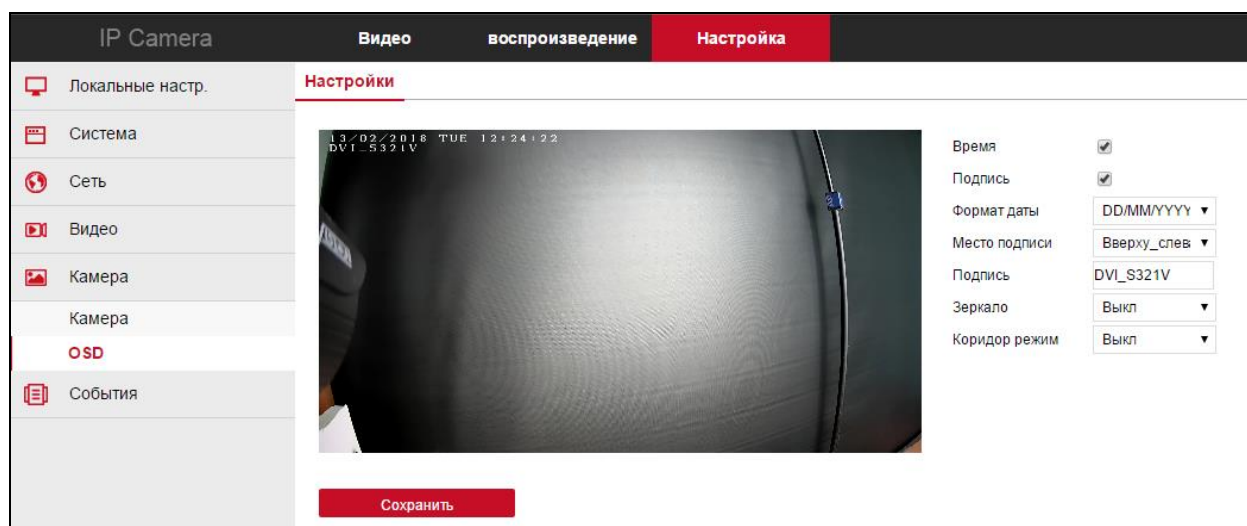 IP Camera
Видео
воспроизведение
Настройка
Локальные настр.
Система
Сеть
Видео
Камера
Камера
OSD
События
Настройки
13/02/2018 TUE 12:24:22
DVI_S321V
Время
Подпись
Формат даты
DD/MM/YYYY
Место подписи
Вверху_слева
Подпись
DVI_S321V
Зеркало
Выкл
Коридор режим
Выкл
Сохранить